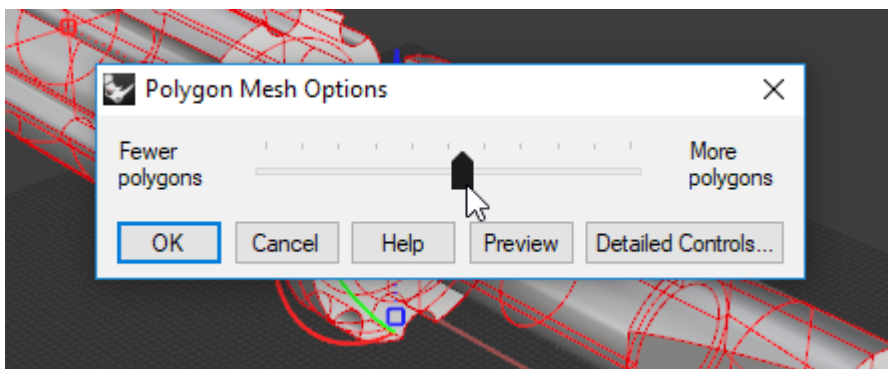 Polygon Mesh Options
Fewer
polygons
More
polygons
OK
Cancel
Help
Preview
Detailed Controls...